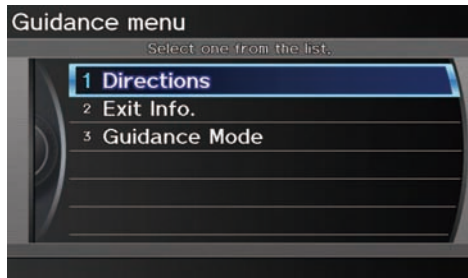 Guidance menu
Select one from the list.
1 Directions
2 Exit Info.
3 Guidance Mode